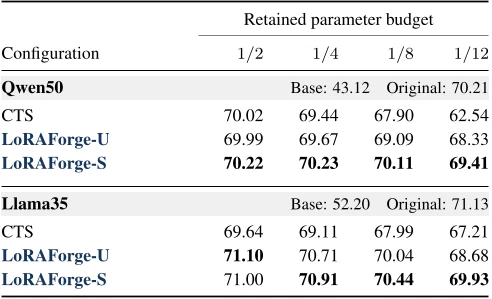 Retained parameter budget
Configuration 1/2 1/4 1/8 1/12
Qwen50 Base: 43.12 Original: 70.21
CTS 70.02 69.44 67.90 62.54
LoRAForge-U 69.99 69.67 69.09 68.33
LoRAForge-S 70.22 70.23 70.11 69.41
Llama35 Base: 52.20 Original: 71.13
CTS 69.64 69.11 67.99 67.21
LoRAForge-U 71.10 70.71 70.04 68.68
LoRAForge-S 71.00 70.91 70.44 69.93